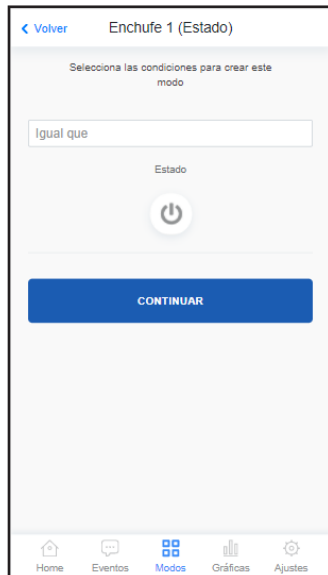 Volver Enchufe 1 (Estado)
Selecciona las condiciones para crear este
modo
Igual que
Estado
CONTINUAR
Home Eventos Modos Gráficas Ajustes